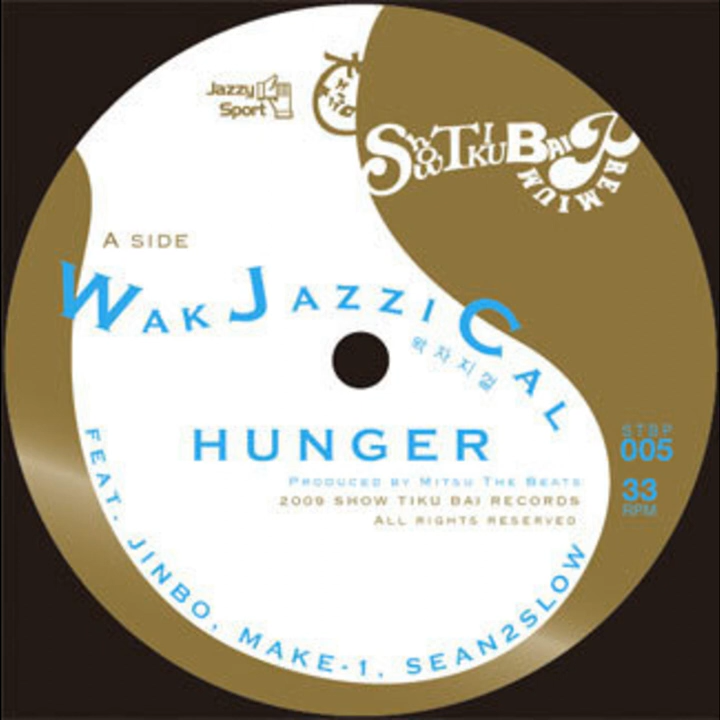 Jazzy
Sport
Show TIKU BAI
PREMIUM
A SIDE
WAK JAZZI CAL
왁자지껄
HUNGER
STBP
005
PRODUCED BY MITSU THE BEATS
2009 SHOW TIKU BAI RECORDS
33
RPM
ALL RIGHTS RESERVED
FEAT. JINBO, MAKE-1, SEAN2SLOW